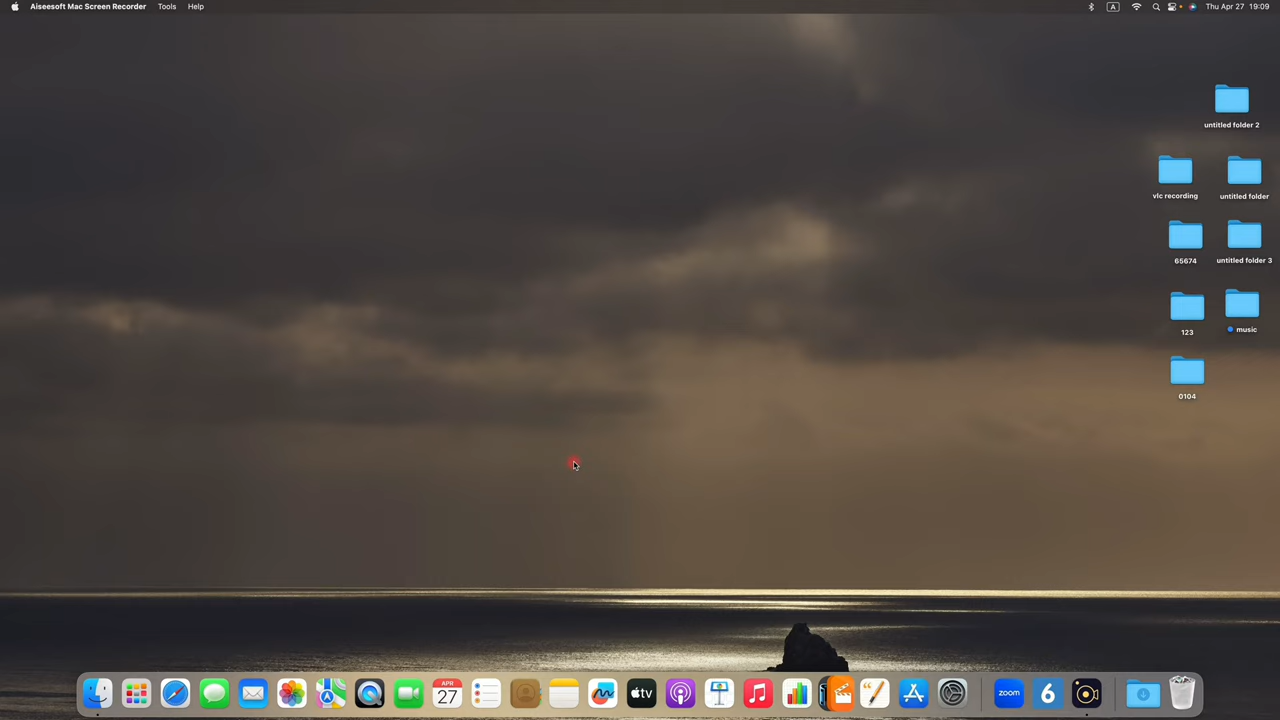 Aiseesoft Mac Screen Recorder Tools Help A Thu Apr 27 19:09
untitled folder 2
vlc recording untitled folder
65674 untitled folder 3
123 music
0104
APR
27
tv
zoom
6